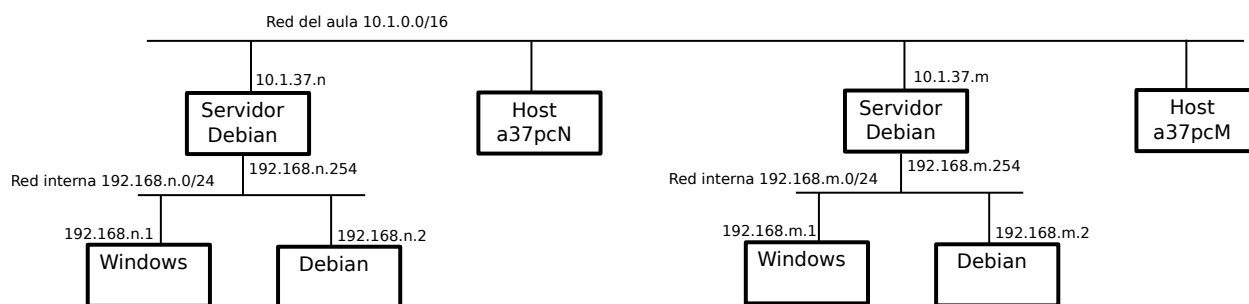 Red del aula 10.1.0.0/16
10.1.37.n
Servidor
Debian
Host
a37pcN
10.1.37.m
Servidor
Debian
Host
a37pcM
192.168.n.254
Red interna 192.168.n.0/24
192.168.n.1
Windows
192.168.n.2
Debian
192.168.m.254
Red interna 192.168.m.0/24
192.168.m.1
Windows
192.168.m.2
Debian